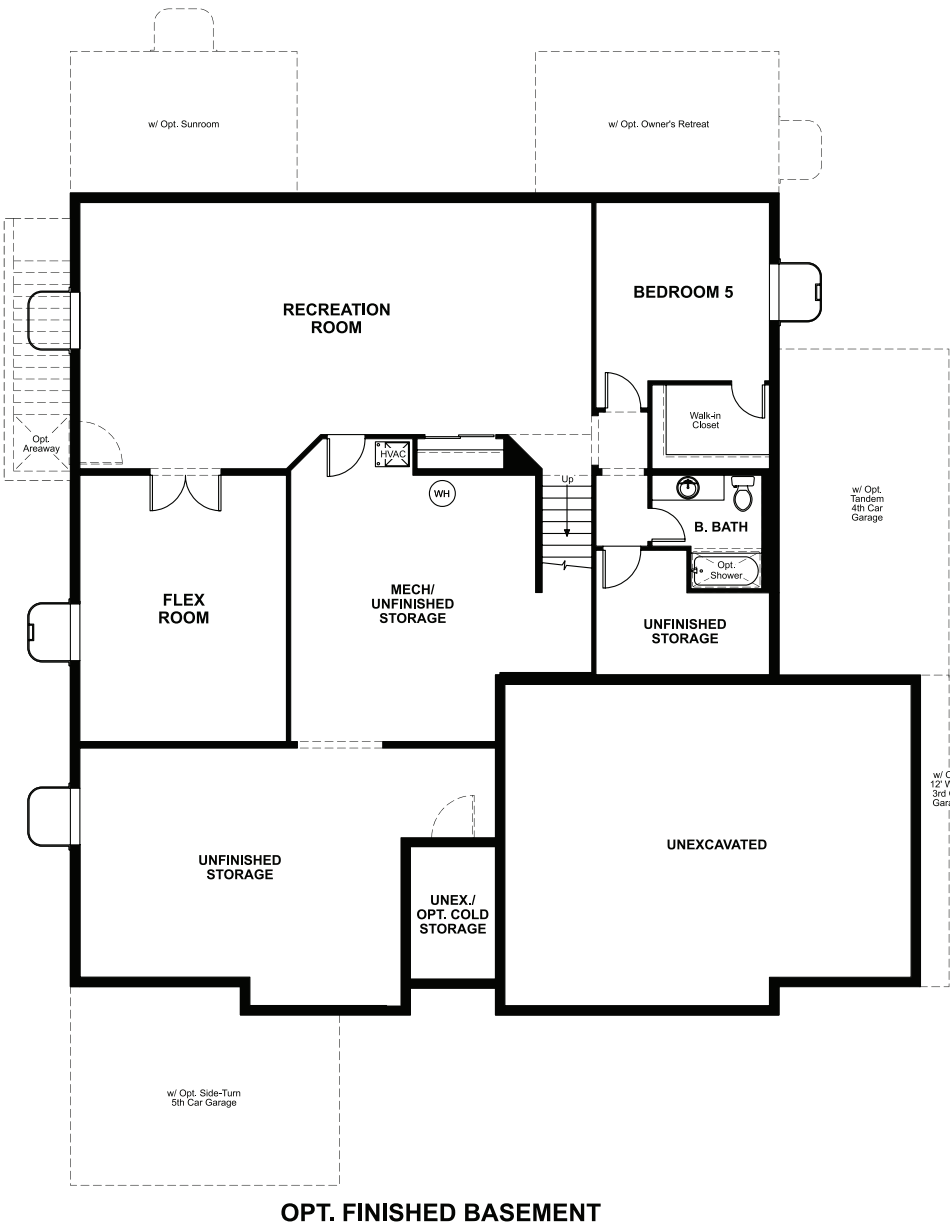 w/ Opt. Sunroom
w/ Opt. Owner's Retreat
RECREATION
ROOM
BEDROOM 5
Opt.
Areaway
Walk-in
Closet
HVAC
WH
Up
B. BATH
Opt.
Shower
w/ Opt.
Tandem
4th Car
Garage
FLEX
ROOM
MECH/
UNFINISHED
STORAGE
UNFINISHED
STORAGE
12'
3rd
UNEXCAVATED
UNFINISHED
STORAGE
UNEX./
OPT. COLD
STORAGE
w/ Opt. Side-Turn
5th Car Garage
OPT. FINISHED BASEMENT